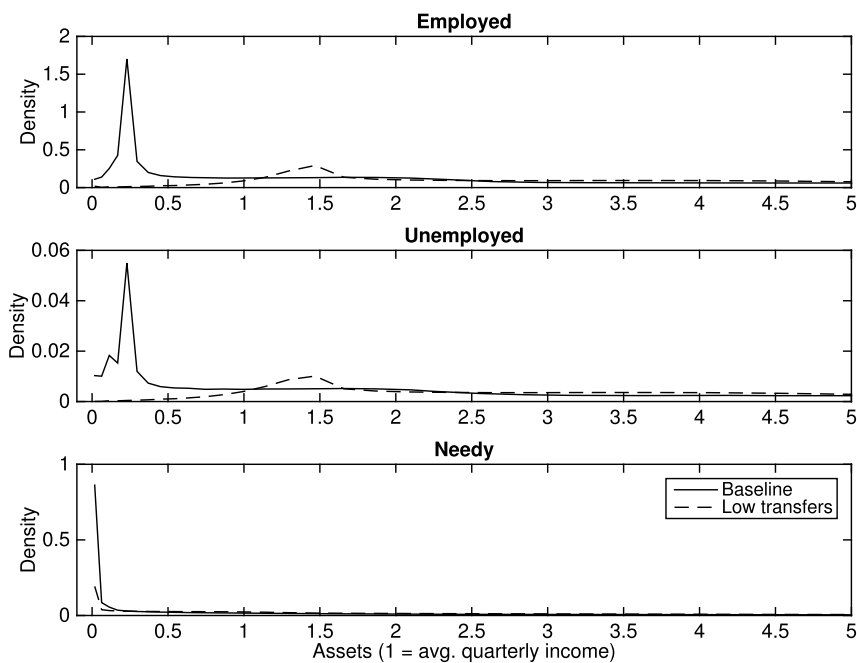 Employed
2
1.5
1
0.5
0
Density
0 0.5 1 1.5 2 2.5 3 3.5 4 4.5 5
Unemployed
0.06
0.04
0.02
0
Density
0 0.5 1 1.5 2 2.5 3 3.5 4 4.5 5
Needy
1
0.5
0
Density
Baseline
Low transfers
0 0.5 1 1.5 2 2.5 3 3.5 4 4.5 5
Assets (1 = avg. quarterly income)